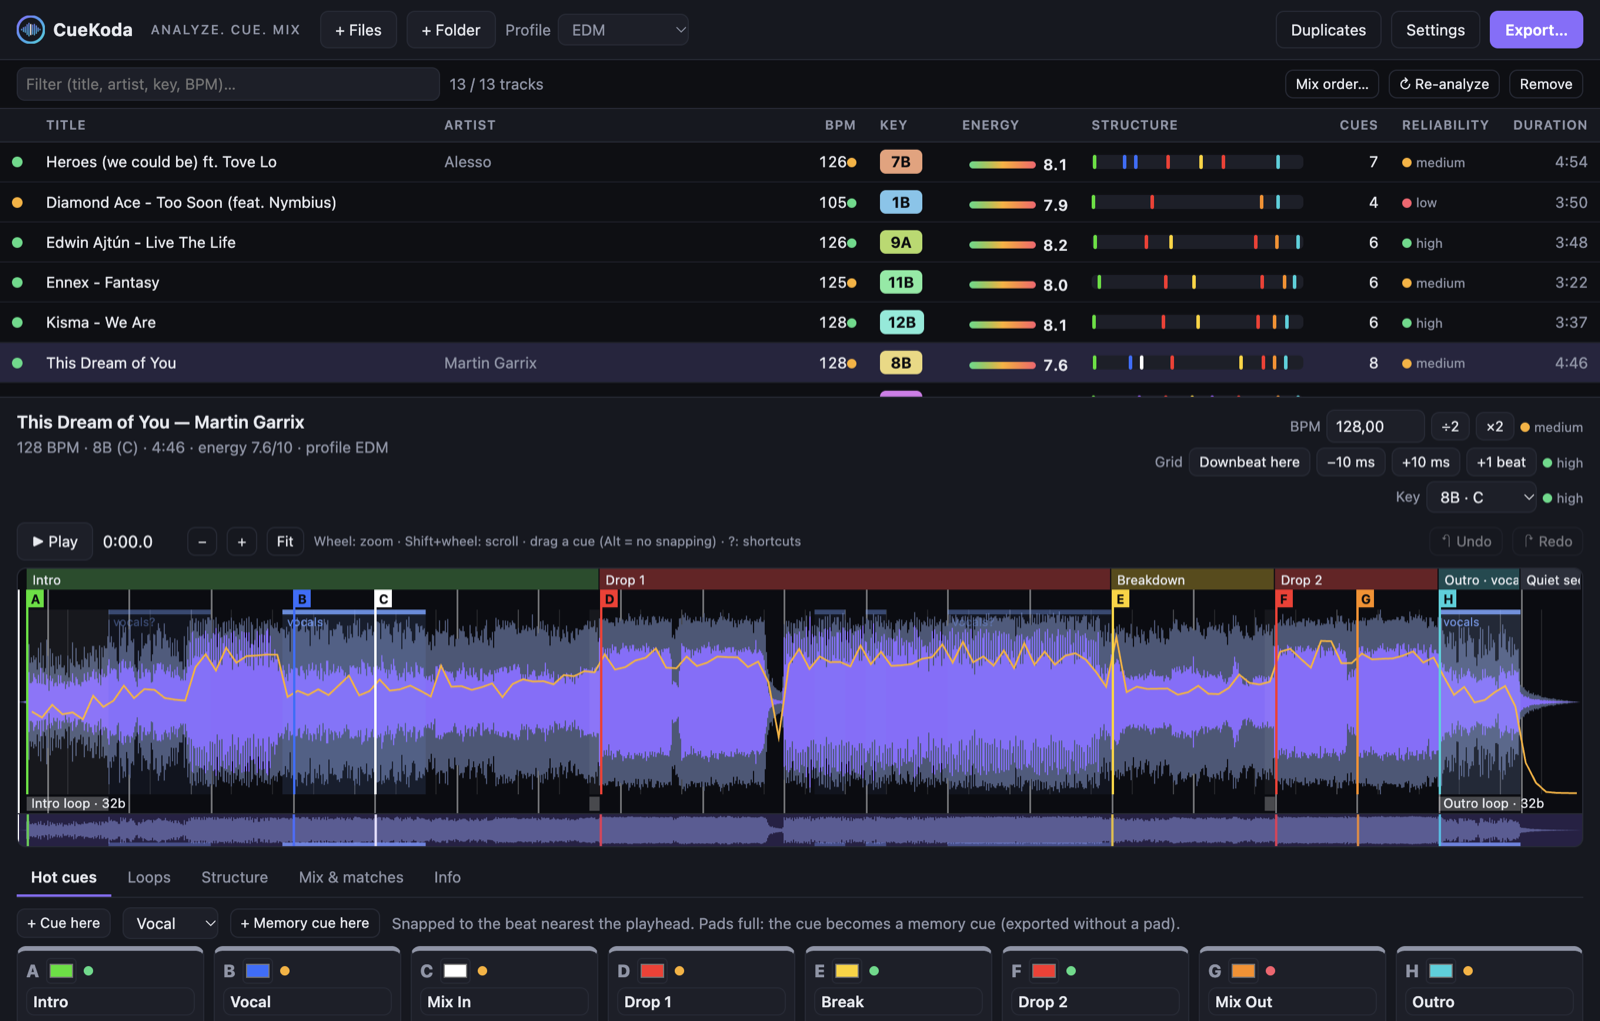 CueKoda ANALYZE. CUE. MIX + Files + Folder Profile EDM Duplicates Settings Export...
Filter (title, artist, key, BPM)... 13 / 13 tracks Mix order... Re-analyze Remove
TITLE ARTIST BPM KEY ENERGY STRUCTURE CUES RELIABILITY DURATION
Heroes (we could be) ft. Tove Lo Alesso 126 7B 8.1 7 medium 4:54
Diamond Ace - Too Soon (feat. Nymbius) 105 1B 7.9 4 low 3:50
Edwin Ajtún - Live The Life 126 9A 8.2 6 high 3:48
Ennex - Fantasy 125 11B 8.0 6 medium 3:22
Kisma - We Are 128 12B 8.1 6 high 3:37
This Dream of You Martin Garrix 128 8B 7.6 8 medium 4:46
This Dream of You — Martin Garrix BPM 128,00 ÷2 ×2 medium
128 BPM · 8B (C) · 4:46 · energy 7.6/10 · profile EDM
Grid Downbeat here −10 ms +10 ms +1 beat high
Key 8B · C high
Play 0:00.0 − + Fit Wheel: zoom · Shift+wheel: scroll · drag a cue (Alt = no snapping) · ?: shortcuts Undo Redo
Intro Drop 1 Breakdown Drop 2 Outro · voca Quiet sec
A B C D E F G H
vocals? vocals vocals
Intro loop · 32b Outro loop · 32b
Hot cues Loops Structure Mix & matches Info
+ Cue here Vocal + Memory cue here Snapped to the beat nearest the playhead. Pads full: the cue becomes a memory cue (exported without a pad).
A B C D E F G H
Intro Vocal Mix In Drop 1 Break Drop 2 Mix Out Outro